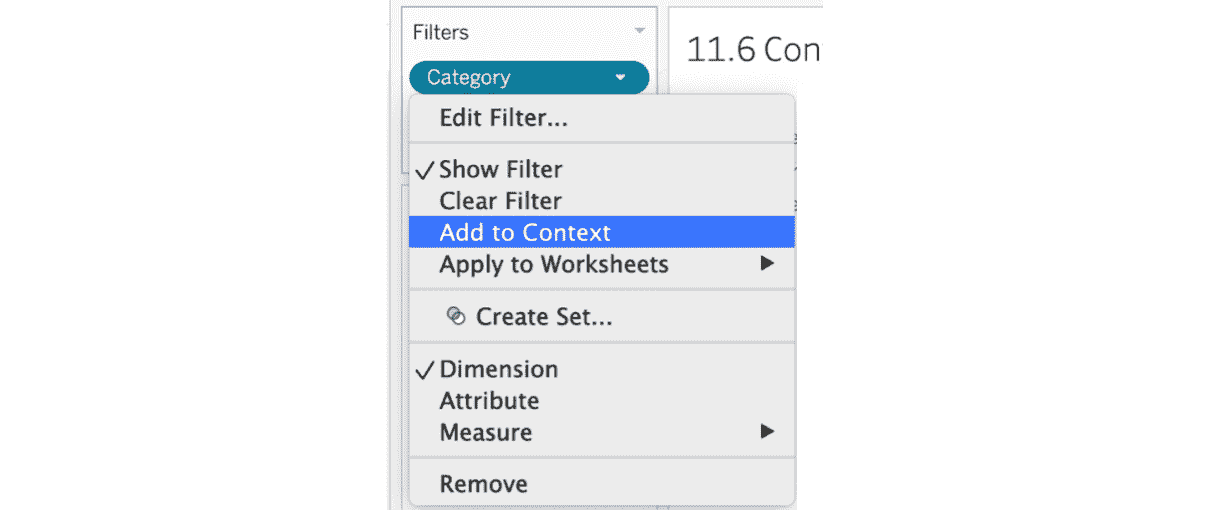 Filters
11.6 Con
Category
Edit Filter...
Show Filter
Clear Filter
Add to Context
Apply to Worksheets
Create Set...
Dimension
Attribute
Measure
Remove